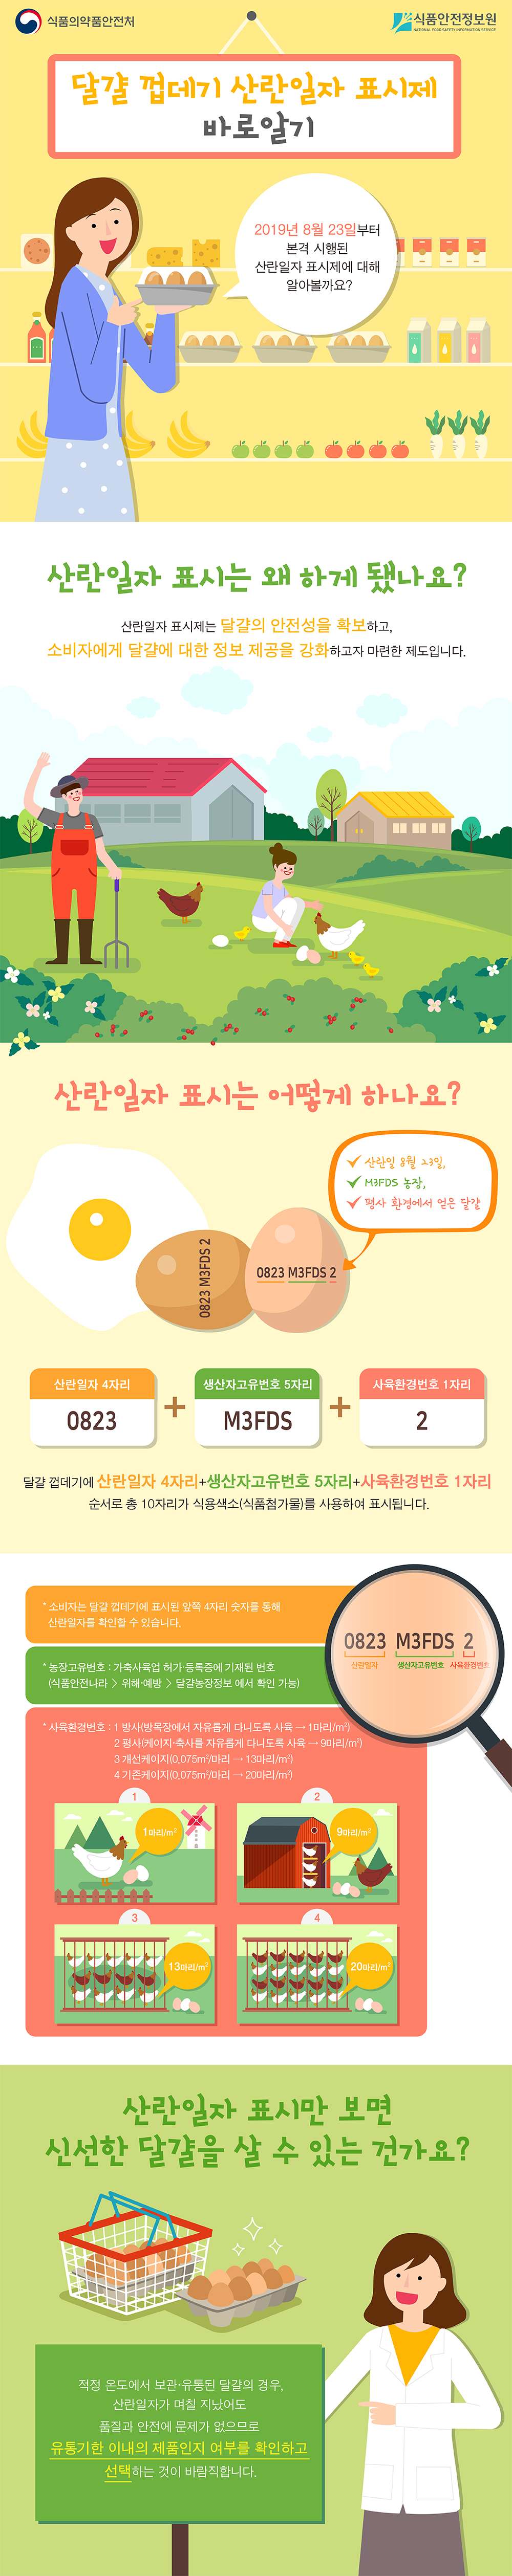 식품의약품안전처
식품안전정보원
NATIONAL FOOD SAFETY INFORMATION SERVICE
달걀 껍데기 산란일자 표시제
바로알기
2019년 8월 23일부터
본격 시행된
산란일자 표시제에 대해
알아볼까요?
산란일자 표시는 왜 하게 됐나요?
산란일자 표시제는 달걀의 안전성을 확보하고,
소비자에게 달걀에 대한 정보 제공을 강화하고자 마련한 제도입니다.
산란일자 표시는 어떻게 하나요?
산란일 8월 23일,
M3FDS 농장,
평사 환경에서 얻은 달걀
0823 M3FDS 2
0823 M3FDS 2
산란일자 4자리
생산자고유번호 5자리
사육환경번호 1자리
0823
+
M3FDS
+
2
달걀 껍데기에 산란일자 4자리+생산자고유번호 5자리+사육환경번호 1자리
순서로 총 10자리가 식용색소(식품첨가물)를 사용하여 표시됩니다.
* 소비자는 달걀 껍데기에 표시된 앞쪽 4자리 숫자를 통해
산란일자를 확인할 수 있습니다.
0823 M3FDS 2
산란일자 생산자고유번호 사육환경번호
* 농장고유번호 : 가축사육업 허가·등록증에 기재된 번호
(식품안전나라 > 위해·예방 > 달걀농장정보 에서 확인 가능)
* 사육환경번호 : 1 방사(방목장에서 자유롭게 다니도록 사육 → 1마리/m²)
2 평사(케이지·축사를 자유롭게 다니도록 사육 → 9마리/m²)
3 개선케이지(0.075m²/마리 → 13마리/m²)
4 기존케이지(0.075m²/마리 → 20마리/m²)
1
1마리/m²
2
9마리/m²
3
13마리/m²
4
20마리/m²
산란일자 표시만 보면
신선한 달걀을 살 수 있는 건가요?
적정 온도에서 보관·유통된 달걀의 경우,
산란일자가 며칠 지났어도
품질과 안전에 문제가 없으므로
유통기한 이내의 제품인지 여부를 확인하고
선택하는 것이 바람직합니다.